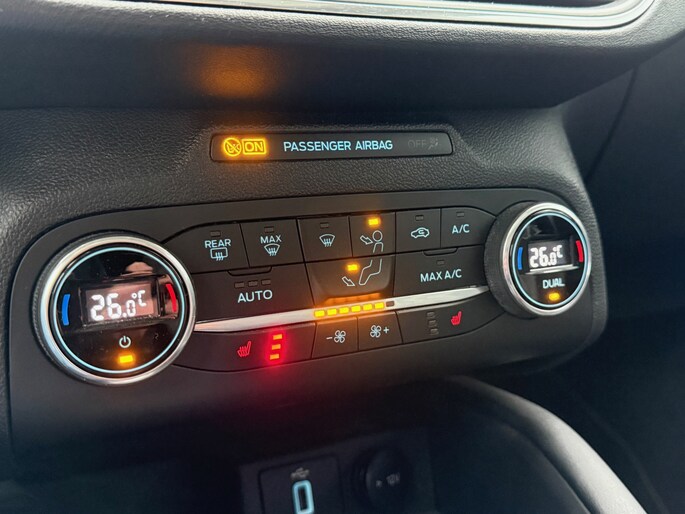 ON PASSENGER AIRBAG OFF
REAR MAX A/C
AUTO MAX A/C
26.0°C 26.0°C
DUAL
- +